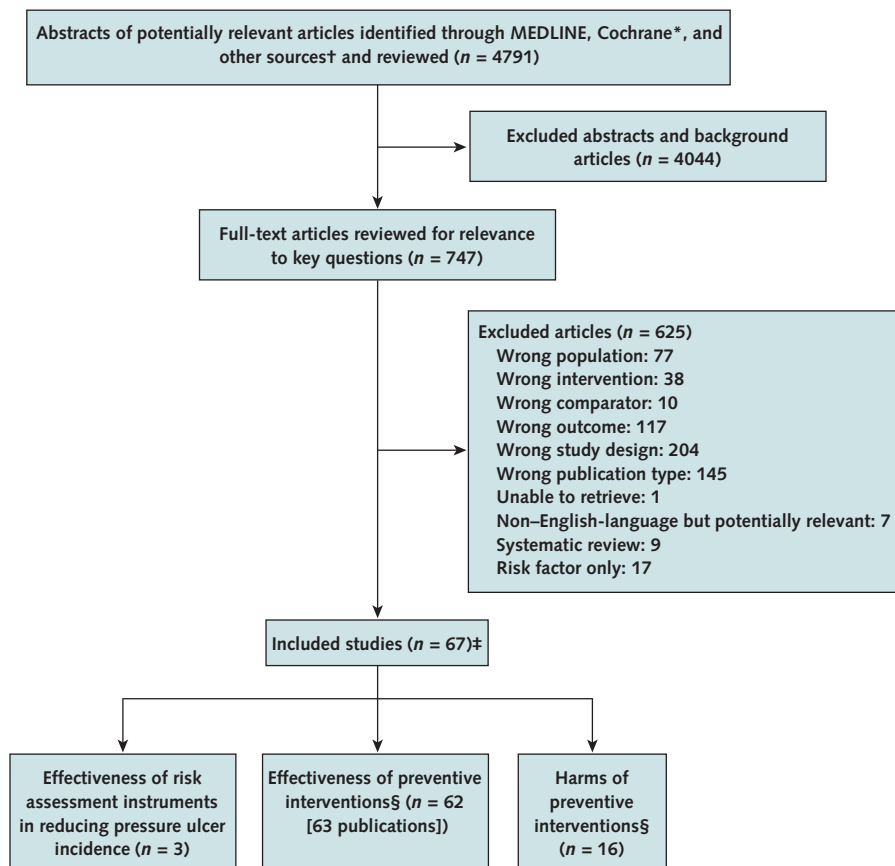 Abstracts of potentially relevant articles identified through MEDLINE, Cochrane*, and
other sources† and reviewed (n = 4791)
Excluded abstracts and background
articles (n = 4044)
Full-text articles reviewed for relevance
to key questions (n = 747)
Excluded articles (n = 625)
Wrong population: 77
Wrong intervention: 38
Wrong comparator: 10
Wrong outcome: 117
Wrong study design: 204
Wrong publication type: 145
Unable to retrieve: 1
Non–English-language but potentially relevant: 7
Systematic review: 9
Risk factor only: 17
Included studies (n = 67)‡
Effectiveness of risk
assessment instruments
in reducing pressure ulcer
incidence (n = 3)
Effectiveness of preventive
interventions§ (n = 62
[63 publications])
Harms of
preventive
interventions§
(n = 16)